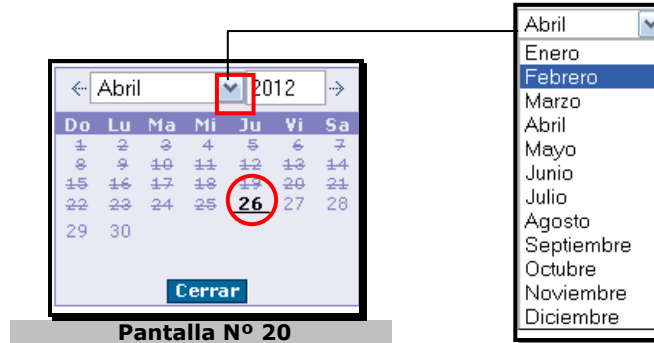 Abril 2012
Do Lu Ma Mi Ju Vi Sa
1 2 3 4 5 6 7
8 9 10 11 12 13 14
15 16 17 18 19 20 21
22 23 24 25 26 27 28
29 30
Cerrar
Pantalla Nº 20
Abril
Enero
Febrero
Marzo
Abril
Mayo
Junio
Julio
Agosto
Septiembre
Octubre
Noviembre
Diciembre